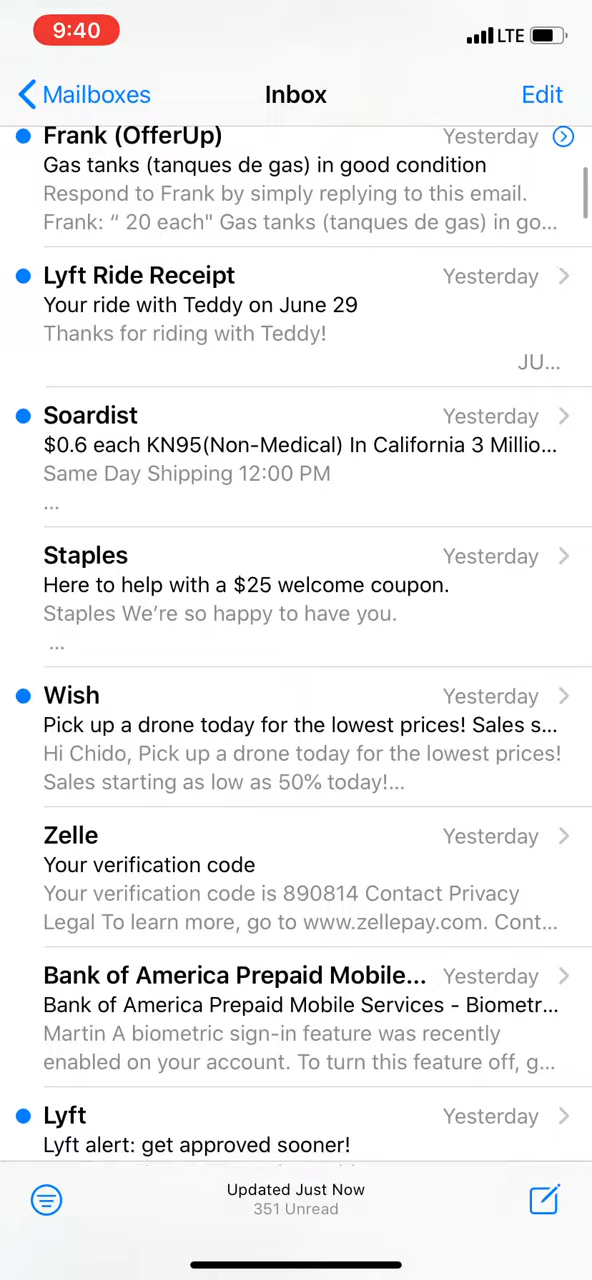 9:40 LTE
Mailboxes Inbox Edit
Frank (OfferUp) Yesterday
Gas tanks (tanques de gas) in good condition
Respond to Frank by simply replying to this email.
Frank: “ 20 each" Gas tanks (tanques de gas) in go...
Lyft Ride Receipt Yesterday
Your ride with Teddy on June 29
Thanks for riding with Teddy!
JU...
Soardist Yesterday
$0.6 each KN95(Non-Medical) In California 3 Millio...
Same Day Shipping 12:00 PM
...
Staples Yesterday
Here to help with a $25 welcome coupon.
Staples We’re so happy to have you.
...
Wish Yesterday
Pick up a drone today for the lowest prices! Sales s...
Hi Chido, Pick up a drone today for the lowest prices!
Sales starting as low as 50% today!...
Zelle Yesterday
Your verification code
Your verification code is 890814 Contact Privacy
Legal To learn more, go to www.zellepay.com. Cont...
Bank of America Prepaid Mobile... Yesterday
Bank of America Prepaid Mobile Services - Biometr...
Martin A biometric sign-in feature was recently
enabled on your account. To turn this feature off, g...
Lyft Yesterday
Lyft alert: get approved sooner!
Updated Just Now
351 Unread